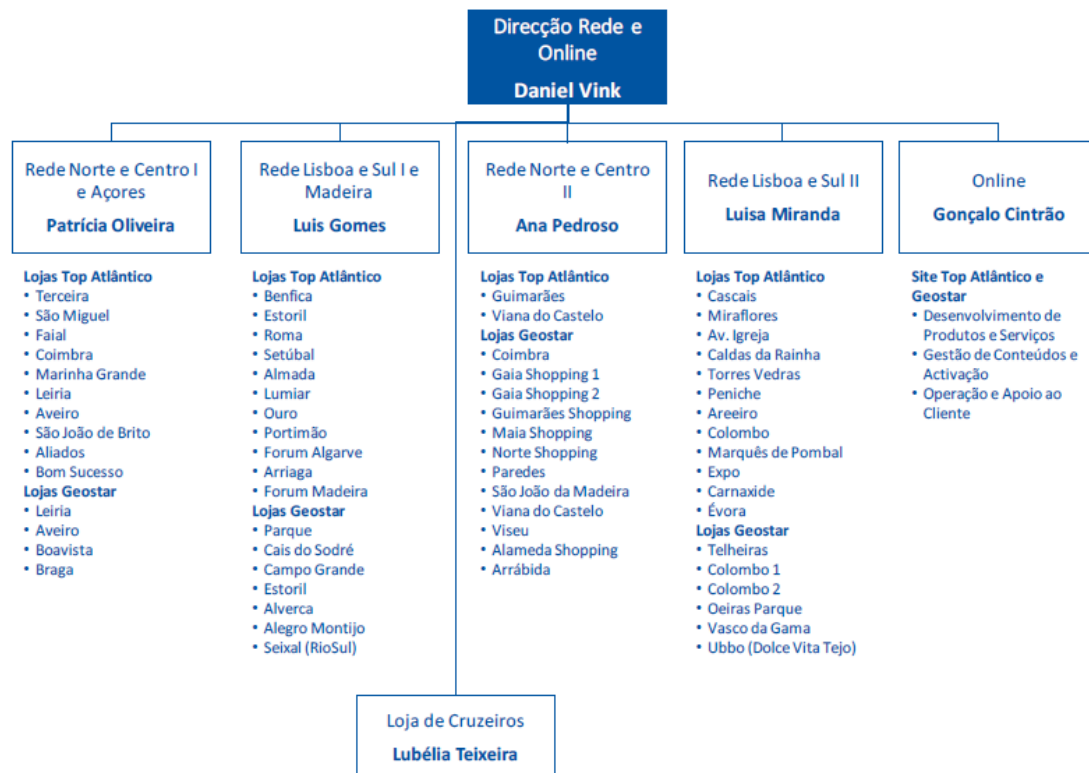 Direcção Rede e
Online
Daniel Vink
Rede Norte e Centro I
e Açores
Patrícia Oliveira
Lojas Top Atlântico
• Terceira
• São Miguel
• Faial
• Coimbra
• Marinha Grande
• Leiria
• Aveiro
• São João de Brito
• Aliados
• Bom Sucesso
Lojas Geostar
• Leiria
• Aveiro
• Boavista
• Braga
Rede Lisboa e Sul I e
Madeira
Luis Gomes
Lojas Top Atlântico
• Benfica
• Estoril
• Roma
• Setúbal
• Almada
• Lumiar
• Ouro
• Portimão
• Forum Algarve
• Arriaga
• Forum Madeira
Lojas Geostar
• Parque
• Cais do Sodré
• Campo Grande
• Estoril
• Alverca
• Alegro Montijo
• Seixal (RioSul)
Rede Norte e Centro
II
Ana Pedroso
Lojas Top Atlântico
• Guimarães
• Viana do Castelo
Lojas Geostar
• Coimbra
• Gaia Shopping 1
• Gaia Shopping 2
• Guimarães Shopping
• Maia Shopping
• Norte Shopping
• Paredes
• São João da Madeira
• Viana do Castelo
• Viseu
• Alameda Shopping
• Arrábida
Rede Lisboa e Sul II
Luisa Miranda
Lojas Top Atlântico
• Cascais
• Miraflores
• Av. Igreja
• Caldas da Rainha
• Torres Vedras
• Peniche
• Areeiro
• Colombo
• Marquês de Pombal
• Expo
• Carnaxide
• Évora
Lojas Geostar
• Telheiras
• Colombo 1
• Colombo 2
• Oeiras Parque
• Vasco da Gama
• Ubbo (Dolce Vita Tejo)
Online
Gonçalo Cintrão
Site Top Atlântico e
Geostar
• Desenvolvimento de
Produtos e Serviços
• Gestão de Conteúdos e
Activação
• Operação e Apoio ao
Cliente
Loja de Cruzeiros
Lubélia Teixeira